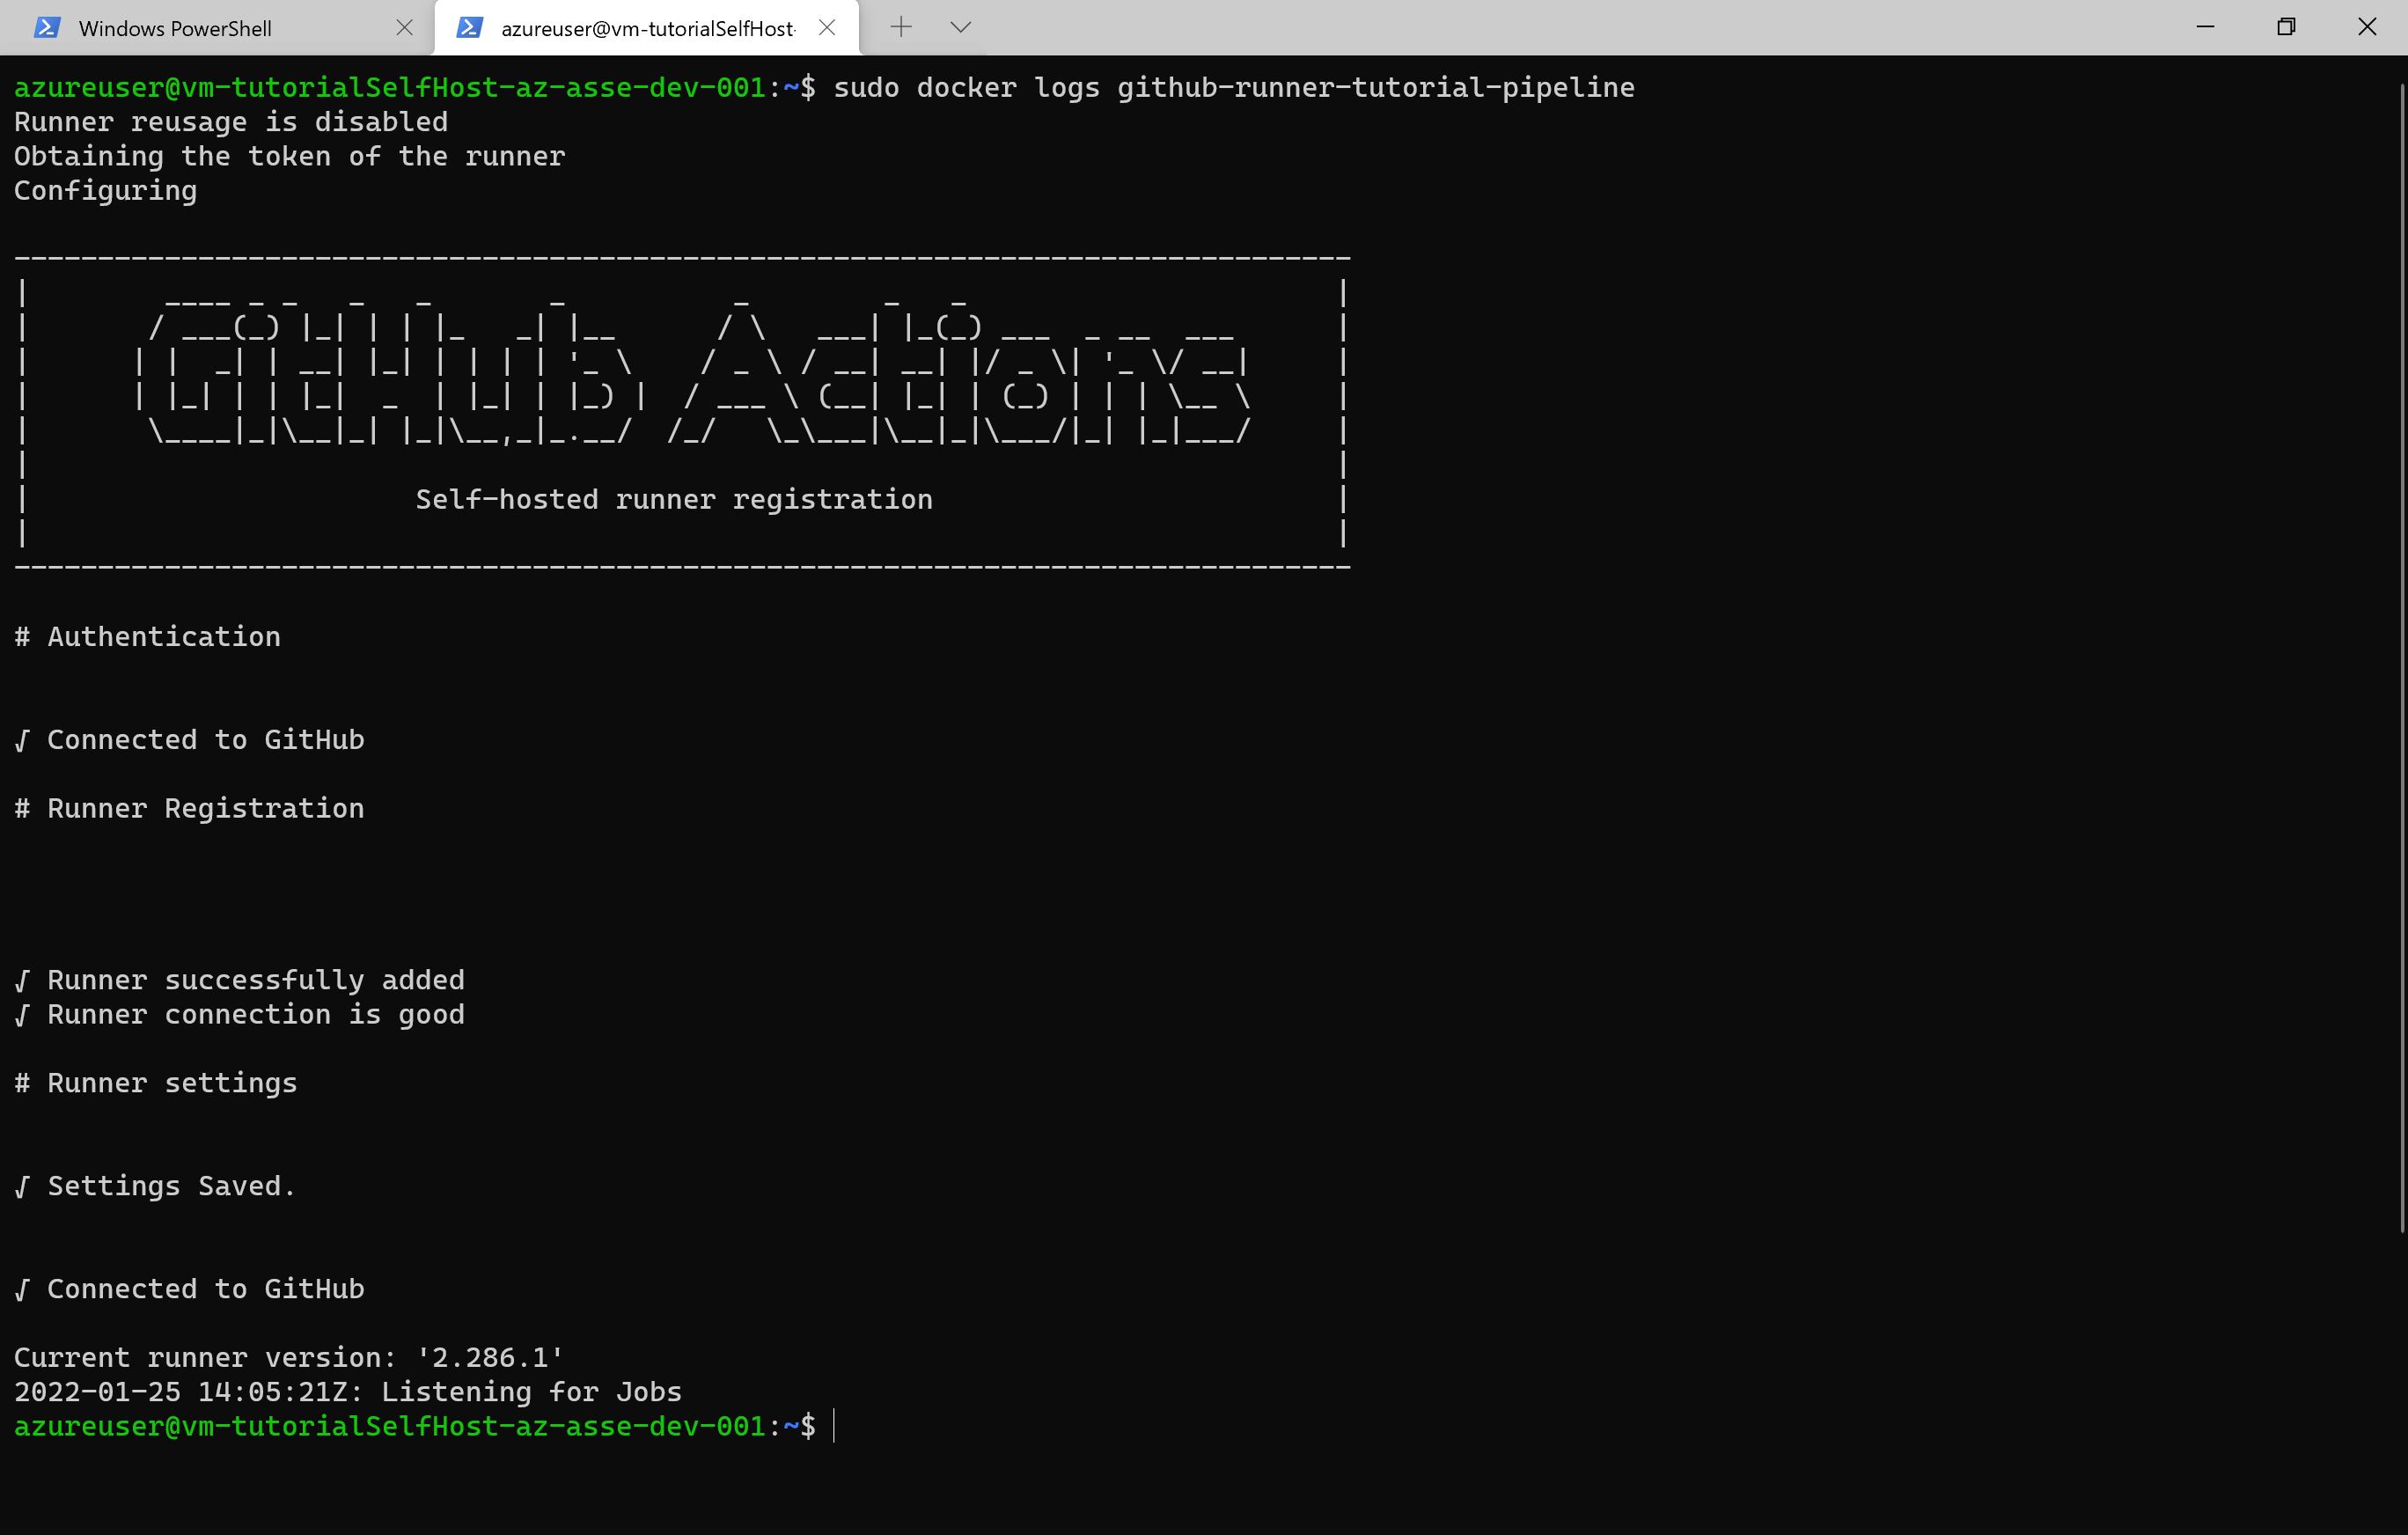 Windows PowerShell
azureuser@vm-tutorialSelfHost-
azureuser@vm-tutorialSelfHost-az-asse-dev-001:~$ sudo docker logs github-runner-tutorial-pipeline
Runner reusage is disabled
Obtaining the token of the runner
Configuring
--------------------------------------------------------------------------------
|        ____ _ _   _   _       _          _        _   _                      |
|       / ___(_) |_| | | |_   _| |__      / \   ___| |_(_) ___  _ __  ___      |
|      | |  _| | __| |_| | | | | '_ \    / _ \ / __| __| |/ _ \| '_ \/ __|     |
|      | |_| | | |_|  _  | |_| | |_) |  / ___ \ (__| |_| | (_) | | | \__ \     |
|       \____|_|\__|_| |_|\__,_|_.__/  /_/   \_\___|\__|_|\___/|_| |_|___/     |
|                                                                              |
|                       Self-hosted runner registration                        |
|                                                                              |
--------------------------------------------------------------------------------
# Authentication
√ Connected to GitHub
# Runner Registration
√ Runner successfully added
√ Runner connection is good
# Runner settings
√ Settings Saved.
√ Connected to GitHub
Current runner version: '2.286.1'
2022-01-25 14:05:21Z: Listening for Jobs
azureuser@vm-tutorialSelfHost-az-asse-dev-001:~$